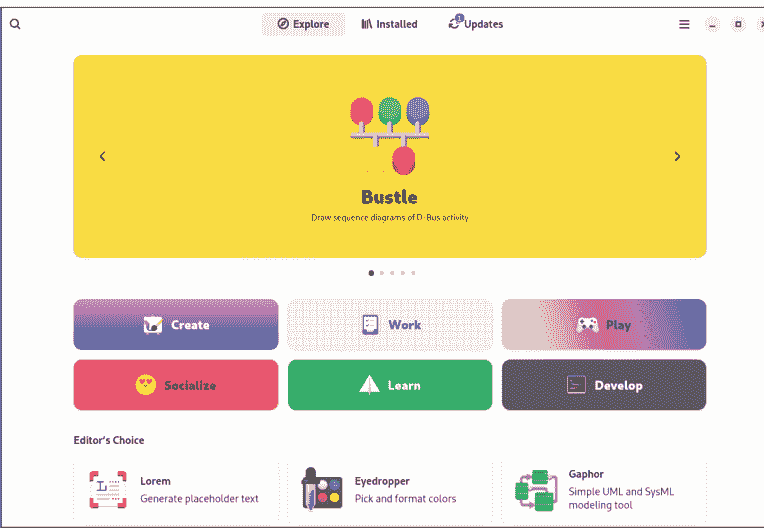 Explore
Installed
1
Updates
Bustle
Draw sequence diagrams of D-Bus activity
Create
Work
Play
Socialize
Learn
Develop
Editor's Choice
Lorem
Generate placeholder text
Eyedropper
Pick and format colors
Gaphor
Simple UML and SysML
modeling tool